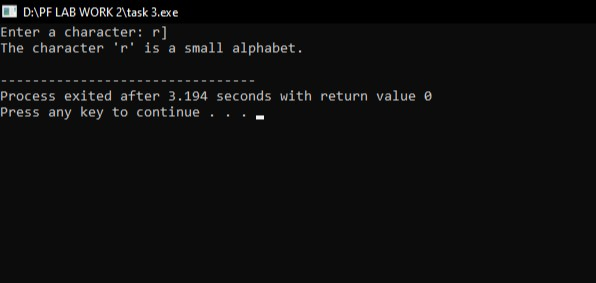 D:\PF LAB WORK 2\task 3.exe
Enter a character: r]
The character 'r' is a small alphabet.
--------------------------------
Process exited after 3.194 seconds with return value 0
Press any key to continue . . .